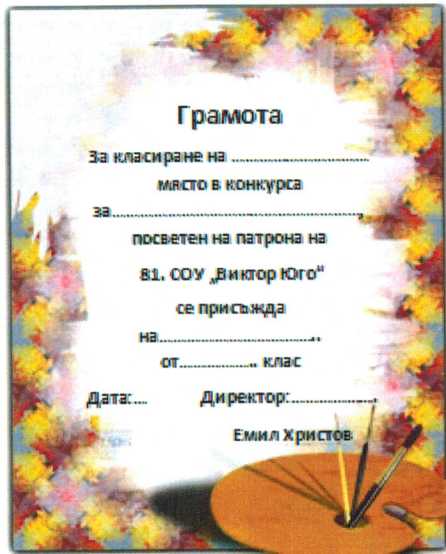 Грамота
За класиране на ....................................
място в конкурса
за................................................................,
посветен на патрона на
81. СОУ „Виктор Юго“
се присъжда
на.........................................
от.................... клас
Дата:.... Директор:......................
Емил Христов